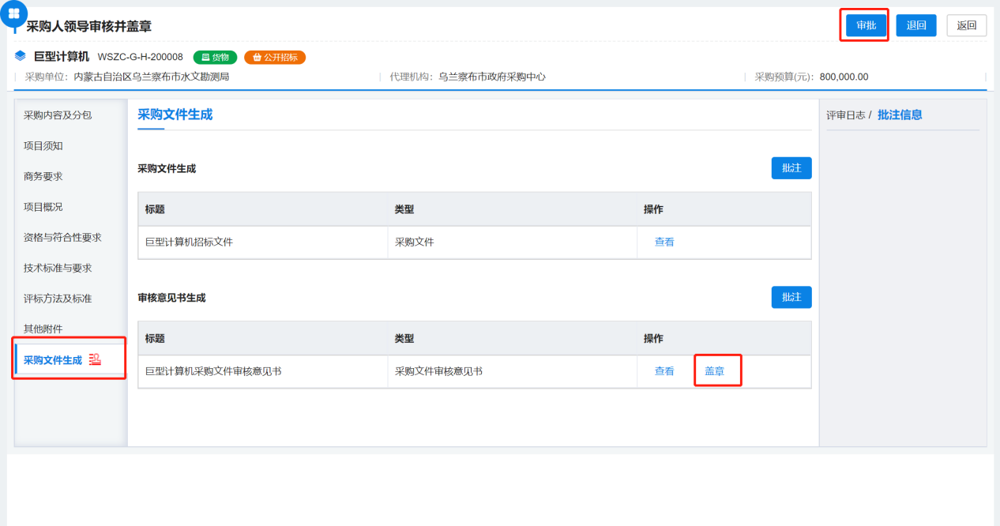 采购人领导审核并盖章
审批 退回 返回
巨型计算机 WSZC-G-H-200008 货物 公开招标
采购单位: 内蒙古自治区乌兰察布市水文勘测局 代理机构: 乌兰察布市政府采购中心 采购预算(元): 800,000.00
采购内容及分包
项目须知
商务要求
项目概况
资格与符合性要求
技术标准与要求
评标方法及标准
其他附件
采购文件生成
采购文件生成
采购文件生成 批注
标题 类型 操作
巨型计算机招标文件 采购文件 查看
审核意见书生成 批注
标题 类型 操作
巨型计算机采购文件审核意见书 采购文件审核意见书 查看 盖章
评审日志 / 批注信息